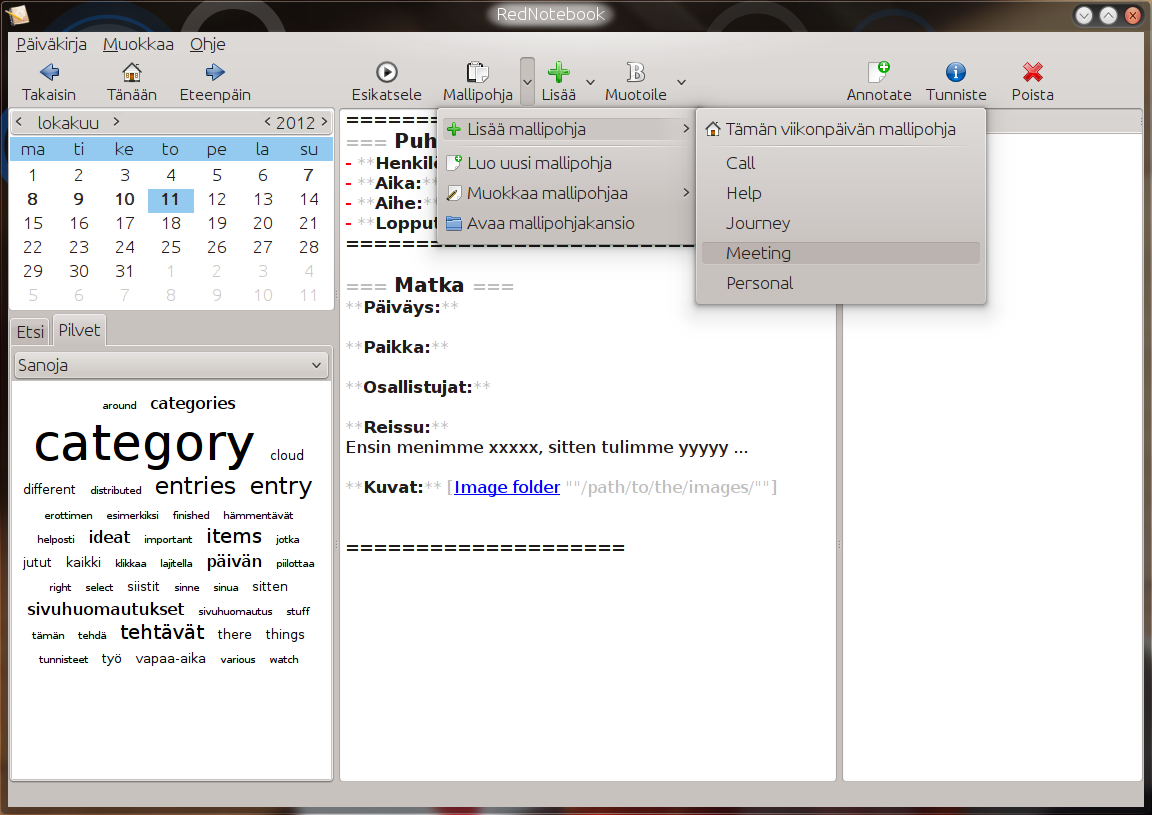 RedNotebook
Päiväkirja Muokkaa Ohje
Takaisin Tänään Eteenpäin Esikatsele Mallipohja Lisää Muotoile Annotate Tunniste Poista
< lokakuu > < 2012 >
ma ti ke to pe la su
1 2 3 4 5 6 7
8 9 10 11 12 13 14
15 16 17 18 19 20 21
22 23 24 25 26 27 28
29 30 31 1 2 3 4
5 6 7 8 9 10 11
Etsi Pilvet
Sanoja
around categories
category cloud
different distributed entries entry
erottimen esimerkiksi finished hämmentävät
helposti ideat important items jotka
jutut kaikki klikkaa lajitella päivän piilottaa
right select siistit sinne sinua sitten
sivuhuomautukset sivuhuomautus stuff
tämän tehdä tehtävät there things
tunnisteet työ vapaa-aika various watch
=== Puh
- **Henkilö
- **Aika:**
- **Aihe:**
- **Lopput
=== Matka ===
**Päiväys:**
**Paikka:**
**Osallistujat:**
**Reissu:**
Ensin menimme xxxxx, sitten tulimme yyyyy ...
**Kuvat:** [Image folder ""/path/to/the/images/""]
====================
Lisää mallipohja >
Luo uusi mallipohja
Muokkaa mallipohjaa >
Avaa mallipohjakansio
Tämän viikonpäivän mallipohja
Call
Help
Journey
Meeting
Personal